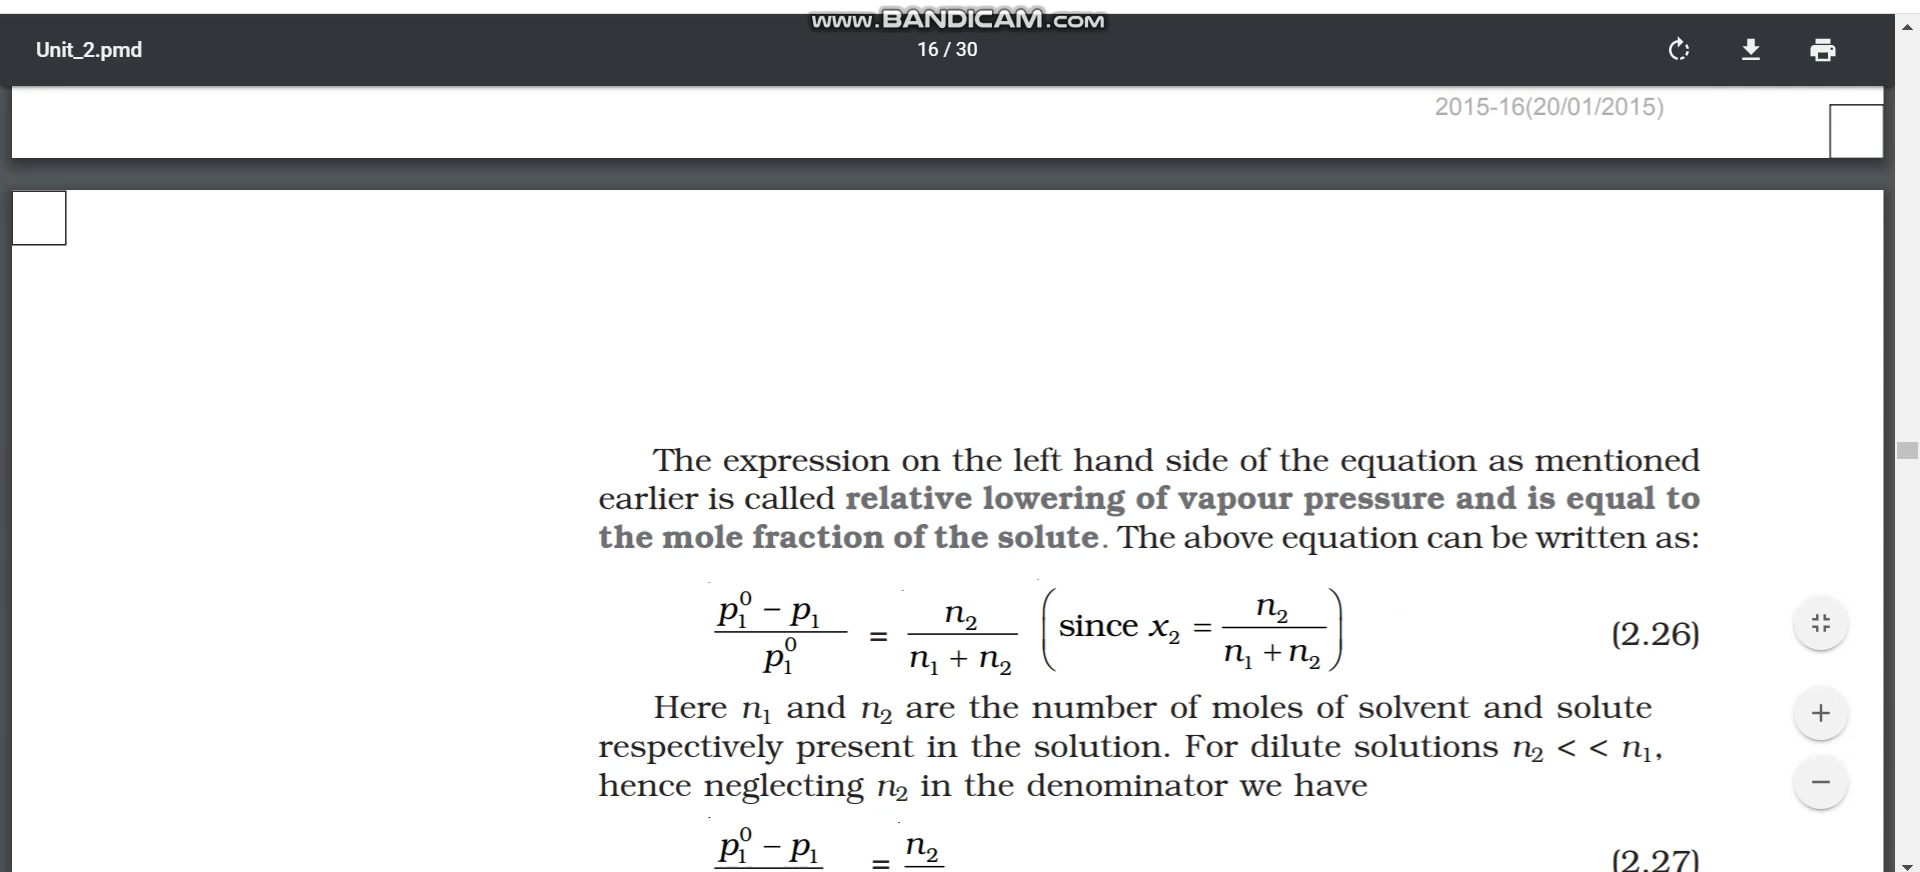 www.BANDICAM.COM
Unit_2.pmd
16 / 30
2015-16(20/01/2015)
The expression on the left hand side of the equation as mentioned
earlier is called relative lowering of vapour pressure and is equal to
the mole fraction of the solute. The above equation can be written as:
p₁⁰ − p₁ / p₁⁰ = n₂ / n₁ + n₂ (since x₂ = n₂ / n₁ + n₂) (2.26)
Here n₁ and n₂ are the number of moles of solvent and solute
respectively present in the solution. For dilute solutions n₂ < < n₁,
hence neglecting n₂ in the denominator we have
p₁⁰ − p₁ = n₂ (2.27)